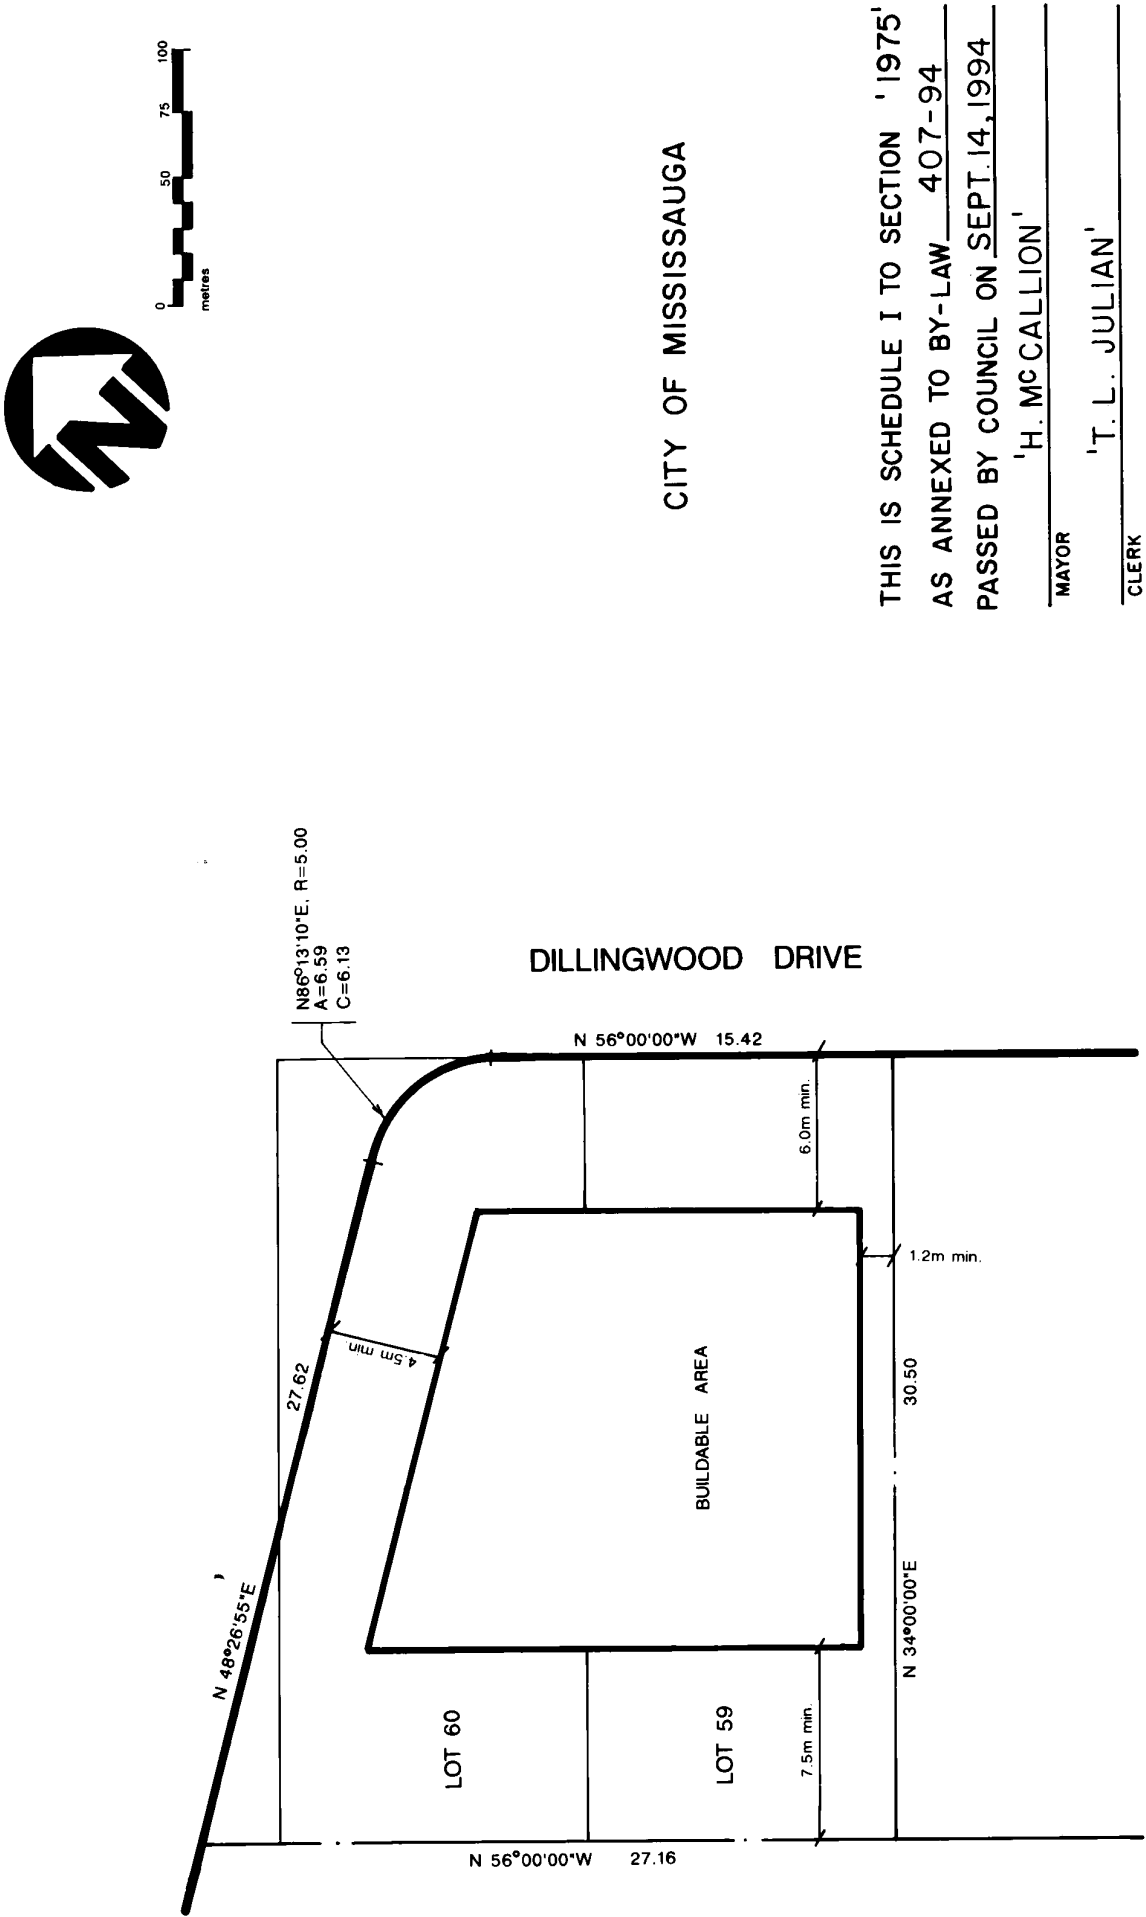 N
0 50 75 100
metres
CITY OF MISSISSAUGA
THIS IS SCHEDULE I TO SECTION '1975'
AS ANNEXED TO BY-LAW 407-94
PASSED BY COUNCIL ON SEPT.14,1994
'H. McCALLION'
MAYOR
'T. L. JULIAN'
CLERK
N86°13'10"E, R=5.00
A=6.59
C=6.13
DILLINGWOOD DRIVE
N 56°00'00"W 15.42
6.0m min.
1.2m min.
4.5m min.
27.62
N 48°26'55"E
BUILDABLE AREA
30.50
N 34°00'00"E
LOT 60
LOT 59
7.5m min.
N 56°00'00"W 27.16